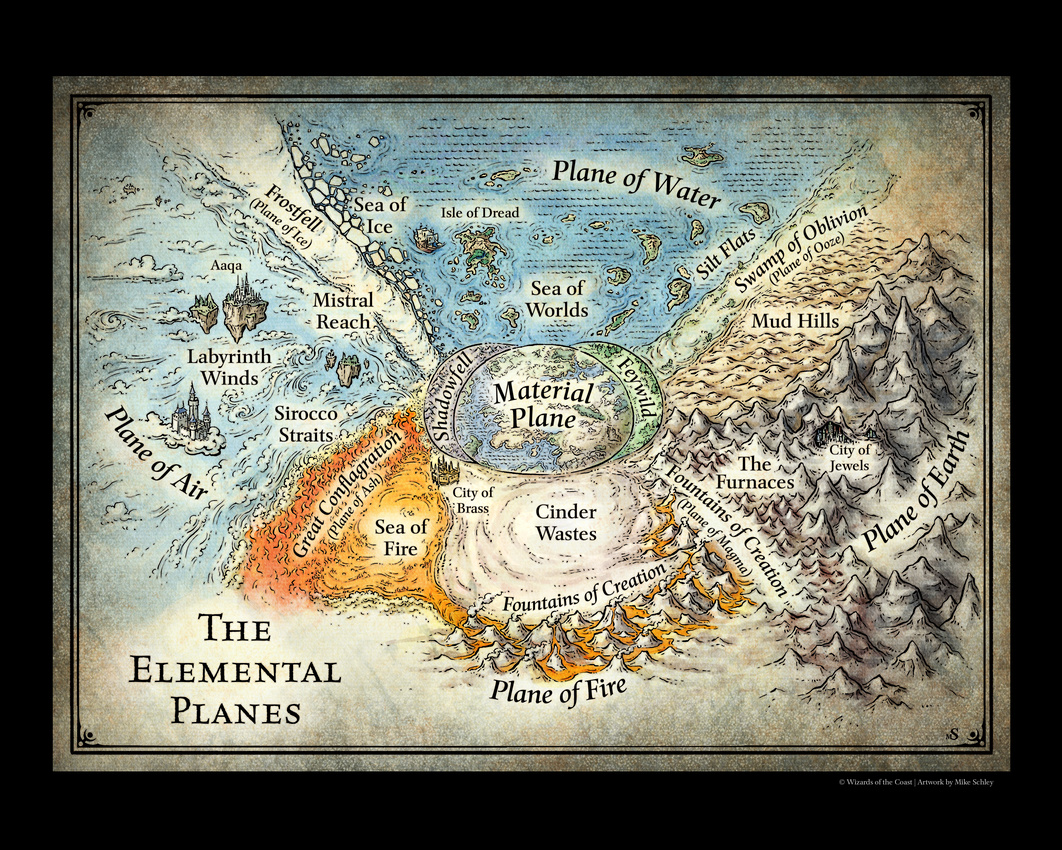 Plane of Water
Frostfell
(Plane of Ice)
Sea of
Ice
Isle of Dread
Silt Flats
Swamp of Oblivion
(Plane of Ooze)
Aaqa
Mistral
Reach
Sea of
Worlds
Mud Hills
Labyrinth
Winds
Shadowfell
Material
Plane
Feywild
Sirocco
Straits
Plane of Air
Great Conflagration
(Plane of Ash)
Sea of
Fire
City of
Brass
Cinder
Wastes
The
Furnaces
City of
Jewels
Plane of Earth
Fountains of Creation
(Plane of Magma)
Fountains of Creation
Plane of Fire
The
Elemental
Planes
MS
© Wizards of the Coast | Artwork by Mike Schley